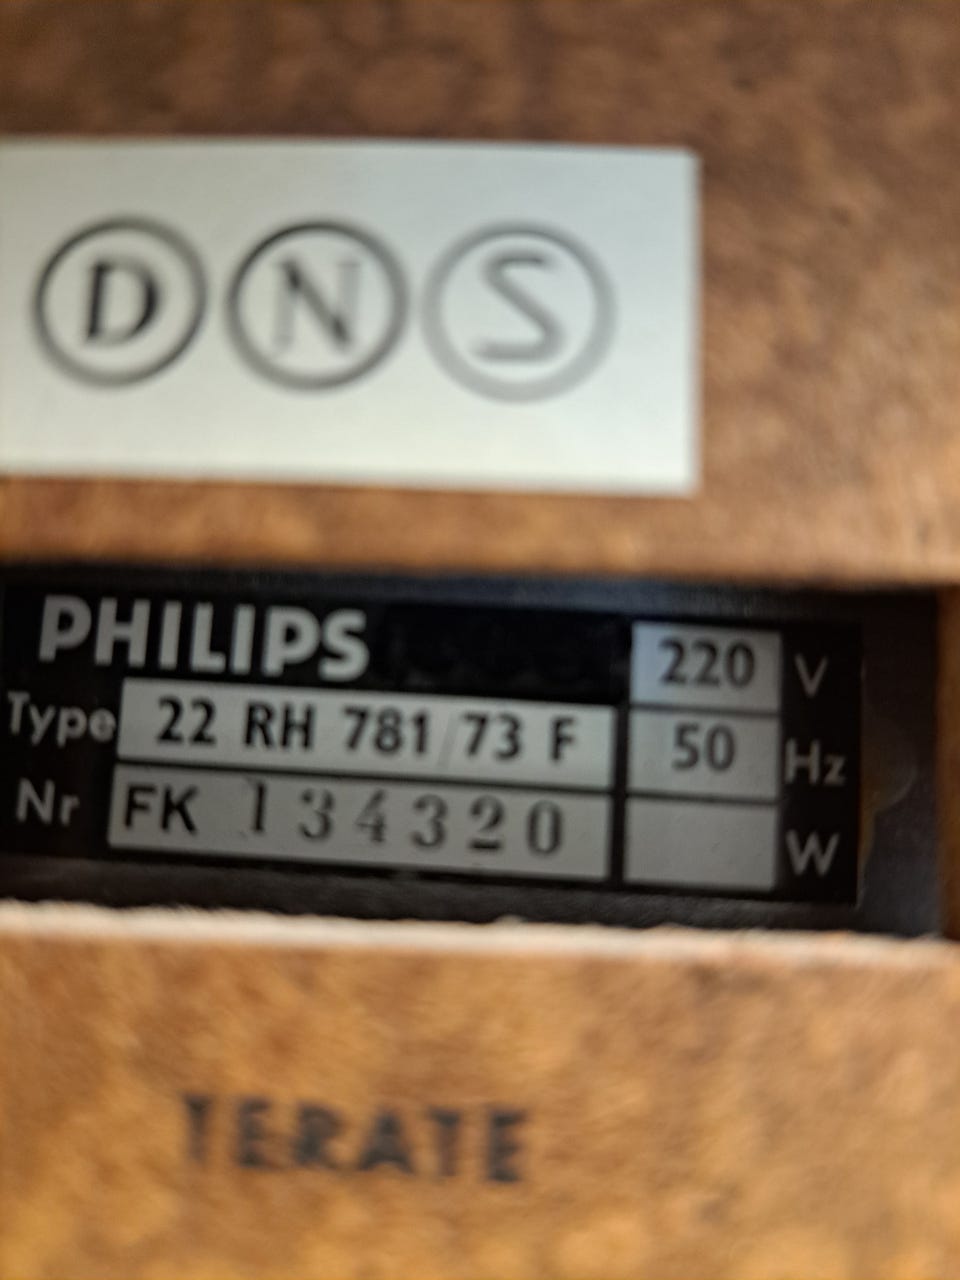 D N S
PHILIPS 220 V
Type 22 RH 781/73 F 50 Hz
Nr FK 134320 W
TERATE